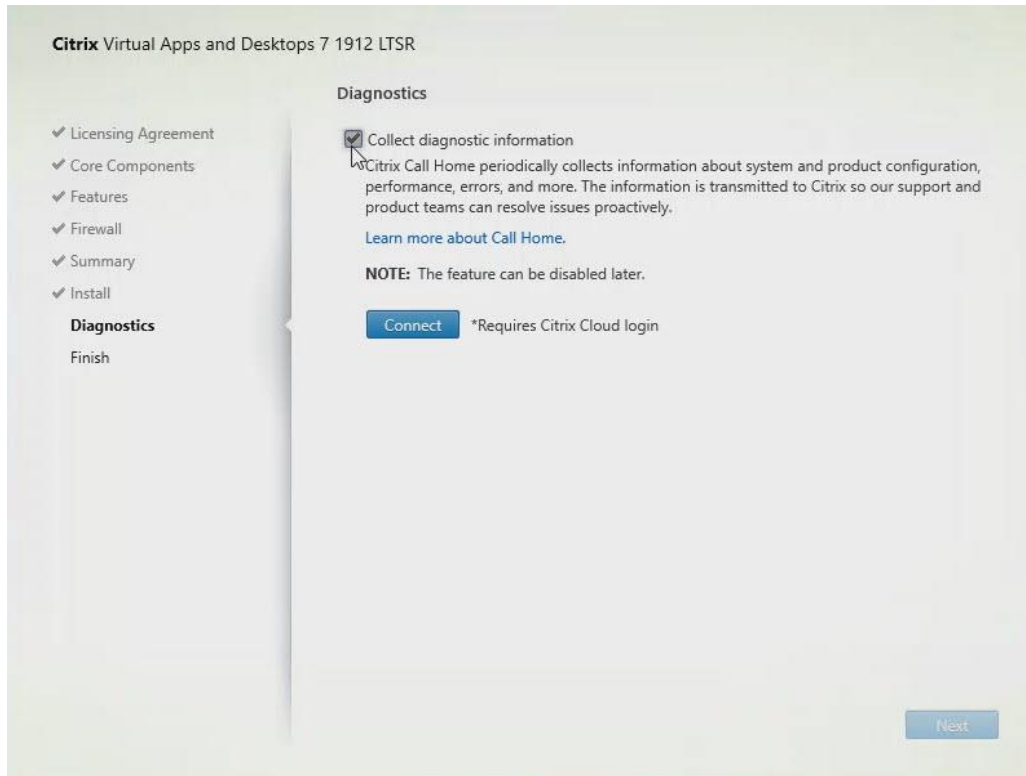 Citrix Virtual Apps and Desktops 7 1912 LTSR
Diagnostics
Licensing Agreement
Core Components
Features
Firewall
Summary
Install
Diagnostics
Finish
Collect diagnostic information
Citrix Call Home periodically collects information about system and product configuration,
performance, errors, and more. The information is transmitted to Citrix so our support and
product teams can resolve issues proactively.
Learn more about Call Home.
NOTE: The feature can be disabled later.
Connect *Requires Citrix Cloud login
Next